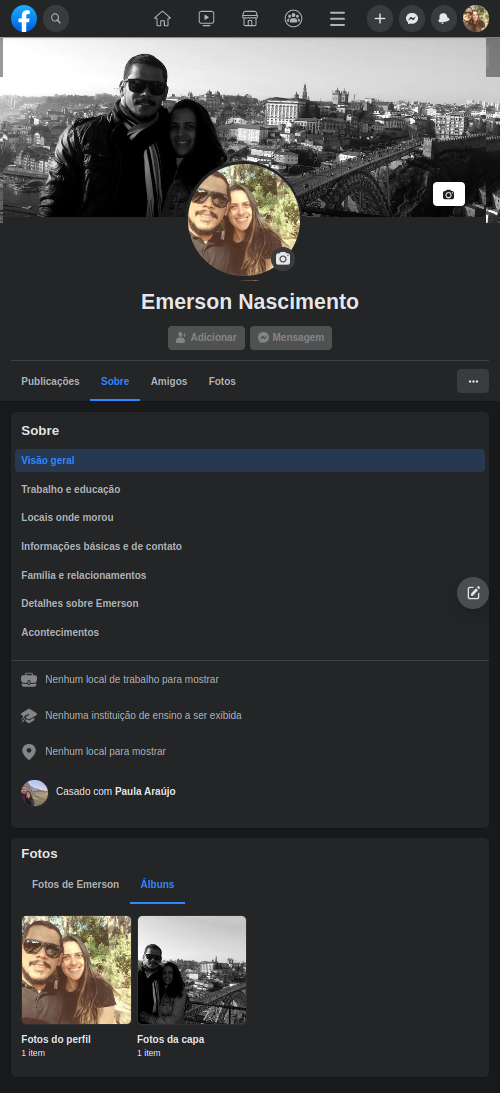 Emerson Nascimento
Adicionar Mensagem
Publicações Sobre Amigos Fotos
Sobre
Visão geral
Trabalho e educação
Locais onde morou
Informações básicas e de contato
Família e relacionamentos
Detalhes sobre Emerson
Acontecimentos
Nenhum local de trabalho para mostrar
Nenhuma instituição de ensino a ser exibida
Nenhum local para mostrar
Casado com Paula Araújo
Fotos
Fotos de Emerson Álbuns
Fotos do perfil Fotos da capa
1 item 1 item